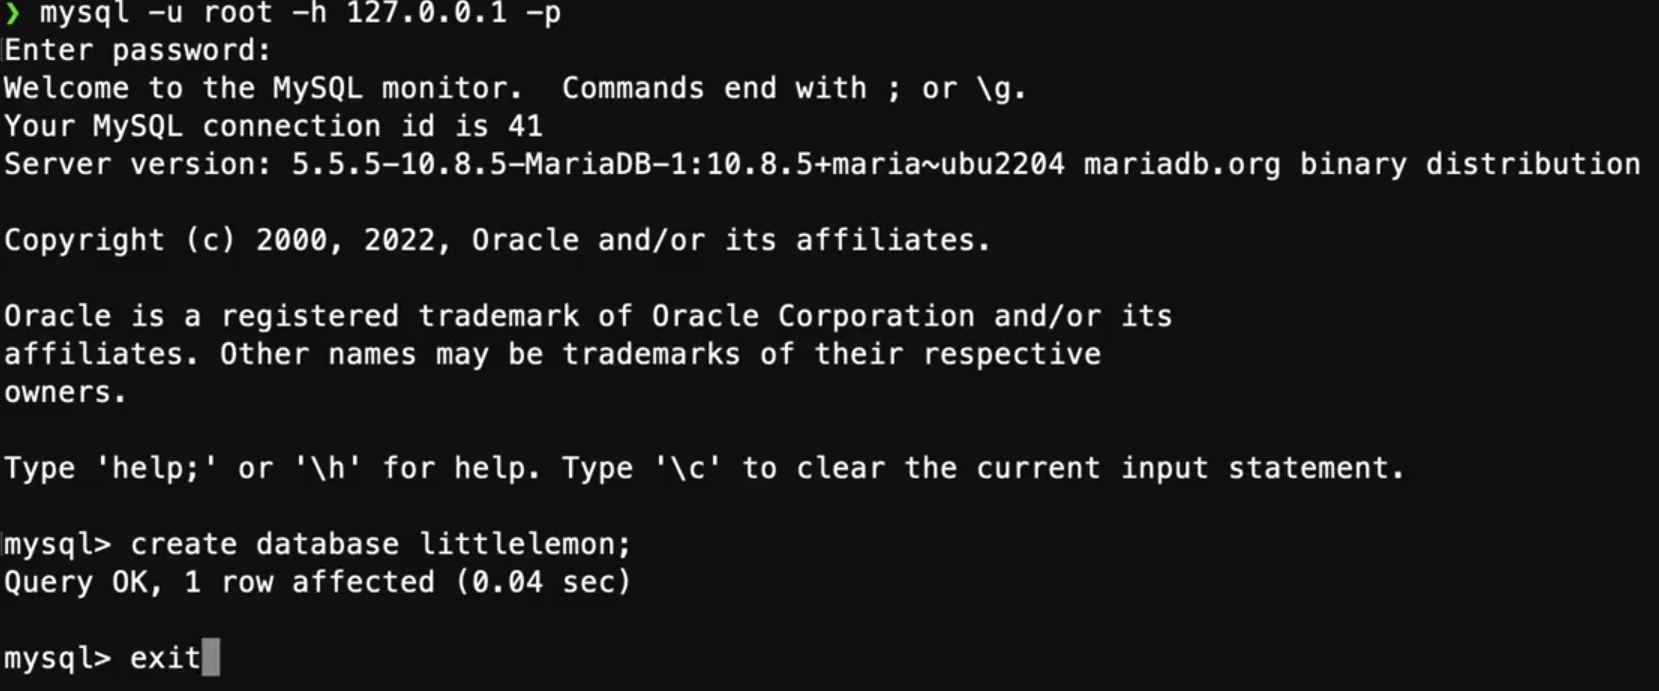 ❯ mysql -u root -h 127.0.0.1 -p
Enter password:
Welcome to the MySQL monitor.  Commands end with ; or \g.
Your MySQL connection id is 41
Server version: 5.5.5-10.8.5-MariaDB-1:10.8.5+maria~ubu2204 mariadb.org binary distribution
Copyright (c) 2000, 2022, Oracle and/or its affiliates.
Oracle is a registered trademark of Oracle Corporation and/or its
affiliates. Other names may be trademarks of their respective
owners.
Type 'help;' or '\h' for help. Type '\c' to clear the current input statement.
mysql> create database littlelemon;
Query OK, 1 row affected (0.04 sec)
mysql> exit